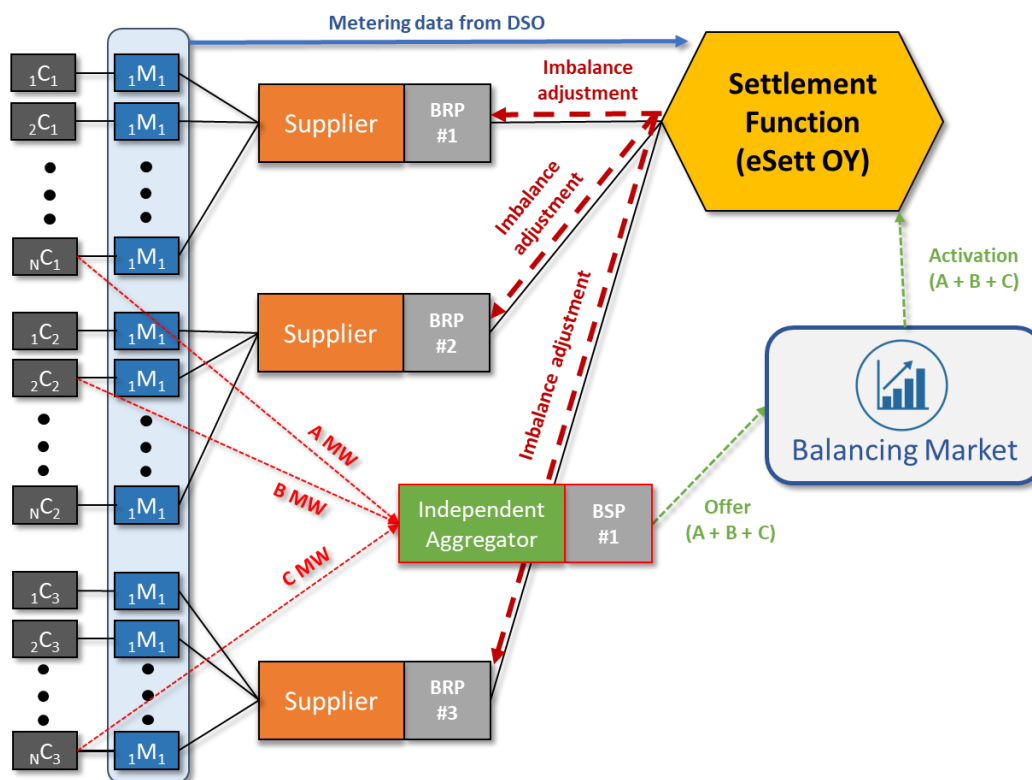 Metering data from DSO
₁C₁
₁M₁
₂C₁
₁M₁
ₙC₁
₁M₁
Supplier
BRP
#1
Imbalance
adjustment
Settlement
Function
(eSett OY)
Imbalance
adjustment
Imbalance adjustment
₁C₂
₁M₁
₂C₂
₁M₁
ₙC₂
₁M₁
Supplier
BRP
#2
Activation
(A + B + C)
Balancing Market
A MW
B MW
C MW
Independent
Aggregator
BSP
#1
Offer
(A + B + C)
₁C₃
₁M₁
₂C₃
₁M₁
ₙC₃
₁M₁
Supplier
BRP
#3